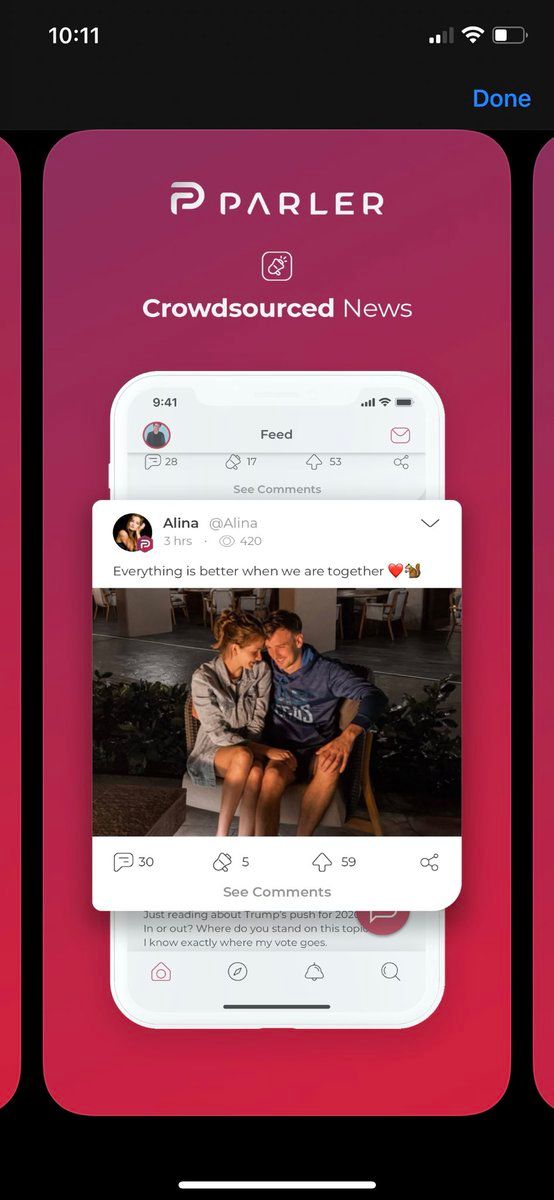 10:11
Done
PARLER
Crowdsourced News
9:41
Feed
28 17 53
See Comments
Alina @Alina
3 hrs · 420
Everything is better when we are together ❤️🐿️
30 5 59
See Comments
Just reading about Trump's push for 2020
In or out? Where do you stand on this topic
I know exactly where my vote goes.